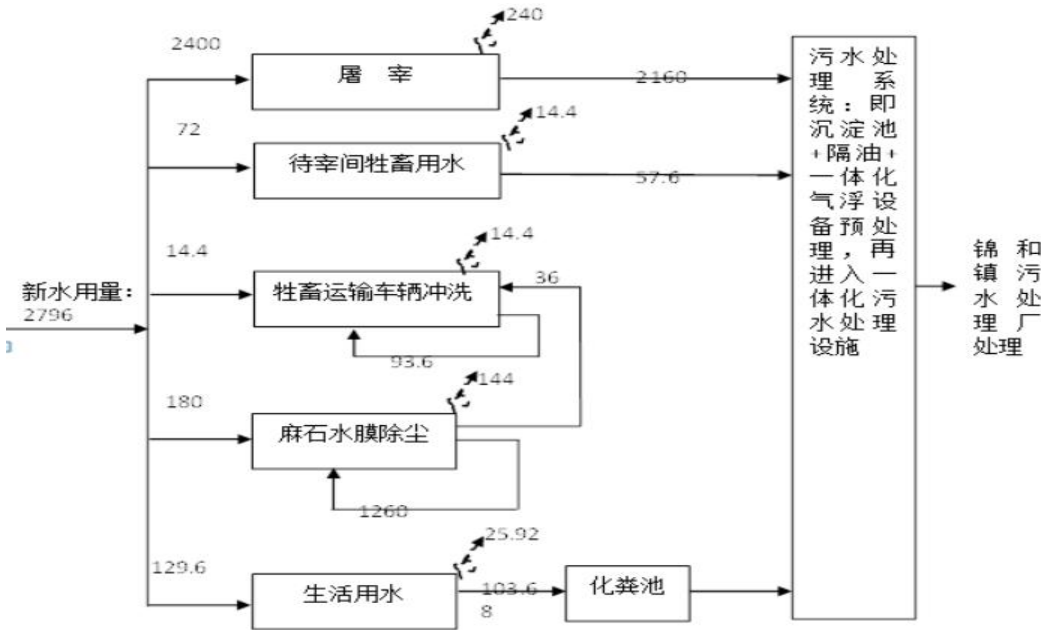 240
2400
屠 宰
2160
14.4
72
待宰间牲畜用水
57.6
14.4
14.4
36
牲畜运输车辆冲洗
93.6
新水用量：
2796
144
180
麻石水膜除尘
1260
25.92
129.6
生活用水
103.6
8
化粪池
污水处
理系
统：即
沉淀池
+隔油+
一体化
气浮设
备预处
理，再
进入一
体化污
水处理
设施
锦和
镇污
水处
理厂
处理